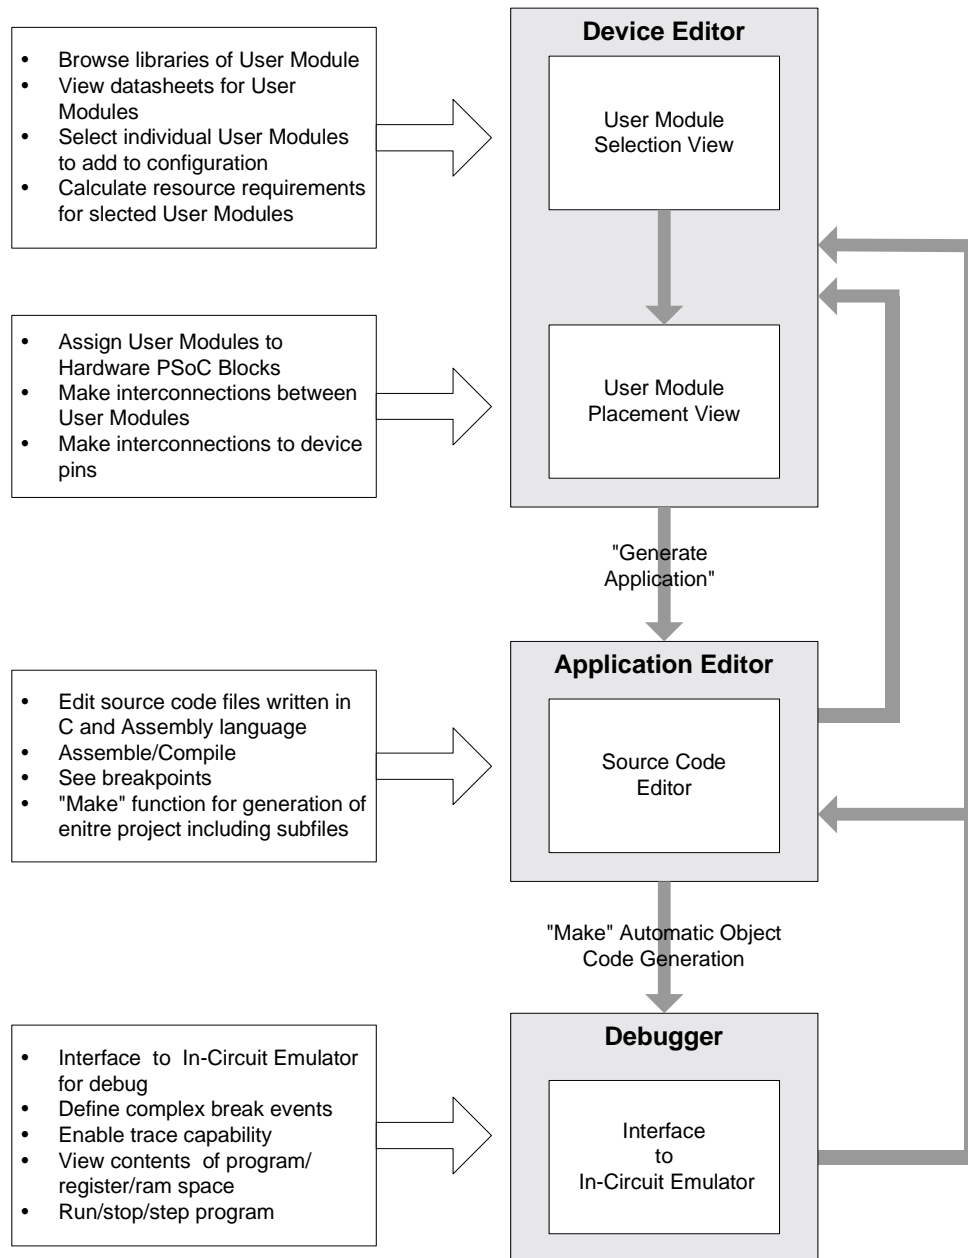 Device Editor
• Browse libraries of User Module
• View datasheets for User
Modules
• Select individual User Modules
to add to configuration
• Calculate resource requirements
for slected User Modules
User Module
Selection View
• Assign User Modules to
Hardware PSoC Blocks
• Make interconnections between
User Modules
• Make interconnections to device
pins
User Module
Placement View
"Generate
Application"
Application Editor
• Edit source code files written in
C and Assembly language
• Assemble/Compile
• See breakpoints
• "Make" function for generation of
enitre project including subfiles
Source Code
Editor
"Make" Automatic Object
Code Generation
Debugger
• Interface to In-Circuit Emulator
for debug
• Define complex break events
• Enable trace capability
• View contents of program/
register/ram space
• Run/stop/step program
Interface
to
In-Circuit Emulator